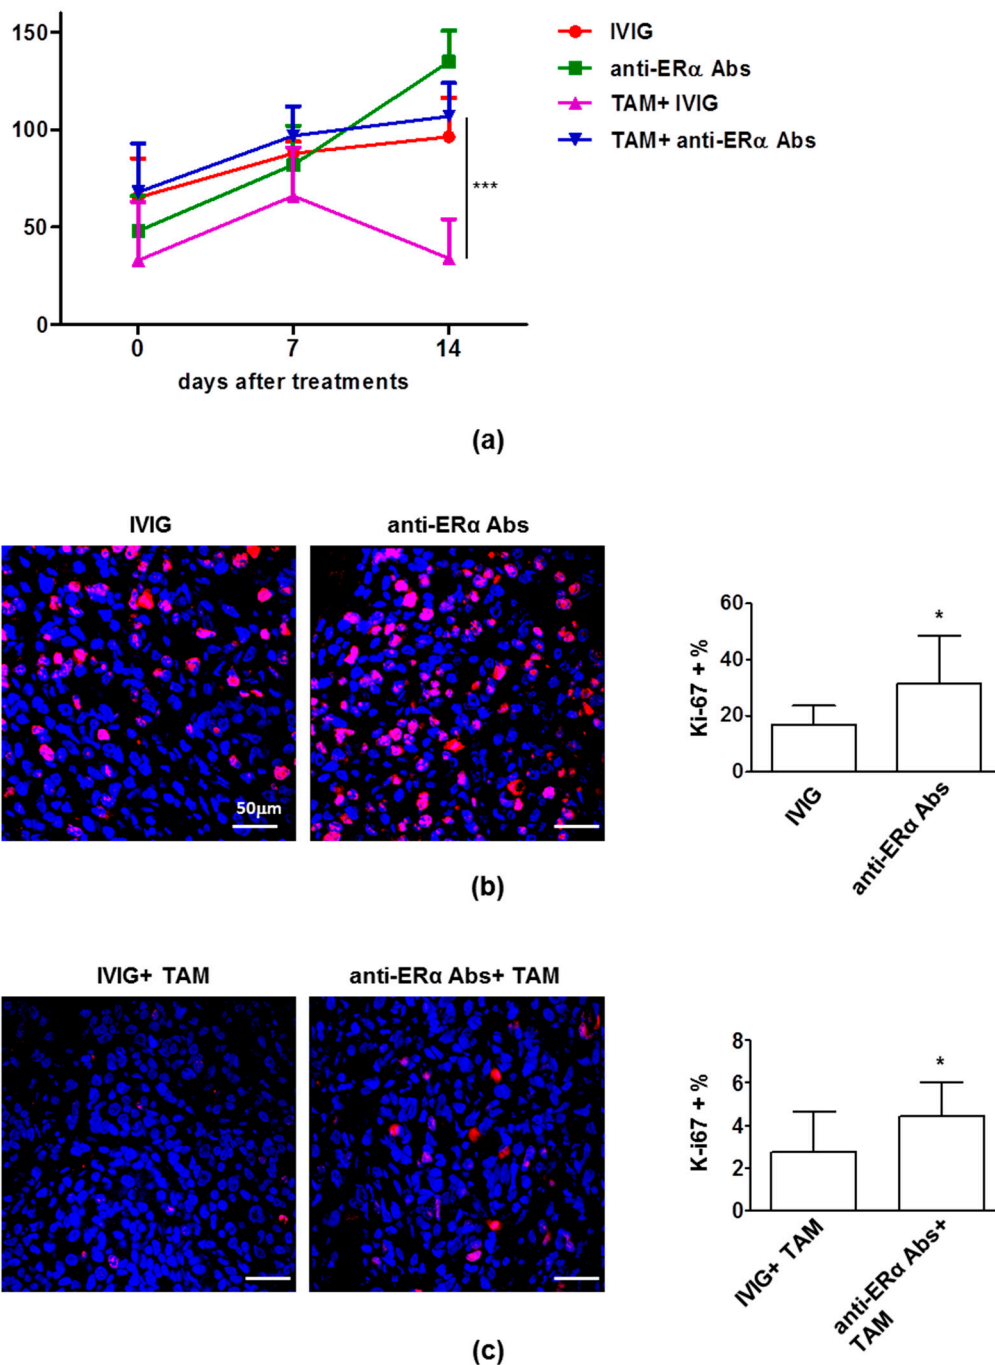 150
100
50
0
0 7 14
days after treatments
IVIG
anti-ERα Abs
TAM+ IVIG
TAM+ anti-ERα Abs
***
(a)
IVIG
anti-ERα Abs
50μm
60
40
20
0
Ki-67 + %
*
IVIG
anti-ERα Abs
(b)
IVIG+ TAM
anti-ERα Abs+ TAM
8
6
4
2
0
K-i67 + %
*
IVIG+ TAM
anti-ERα Abs+
TAM
(c)